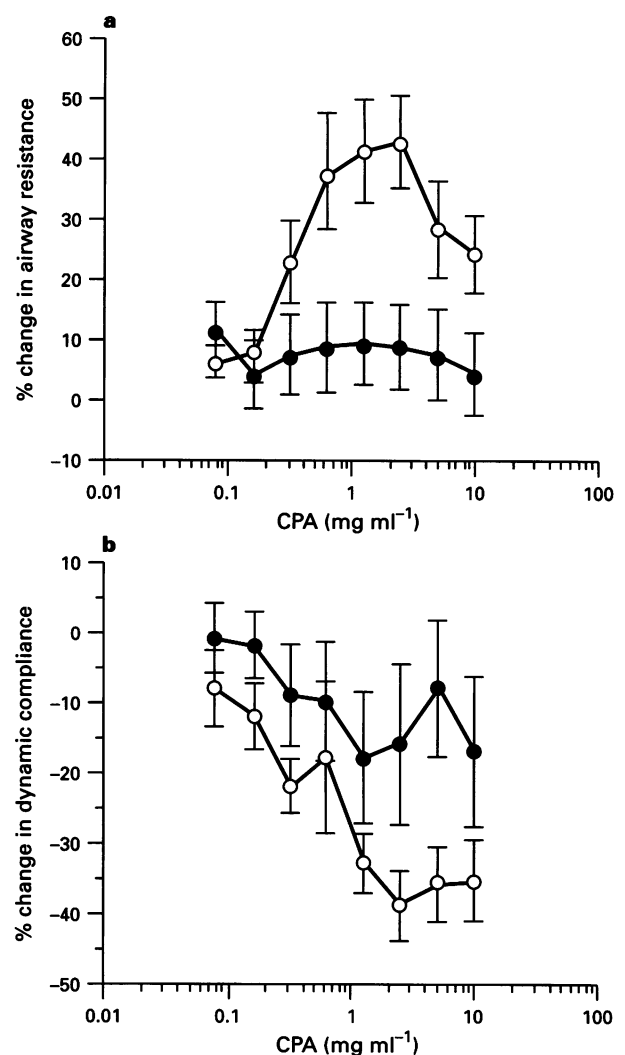 a
60
50
40
30
20
10
0
–10
% change in airway resistance
0.01 0.1 1 10 100
CPA (mg ml⁻¹)
b
10
0
–10
–20
–30
–40
–50
% change in dynamic compliance
0.01 0.1 1 10 100
CPA (mg ml⁻¹)